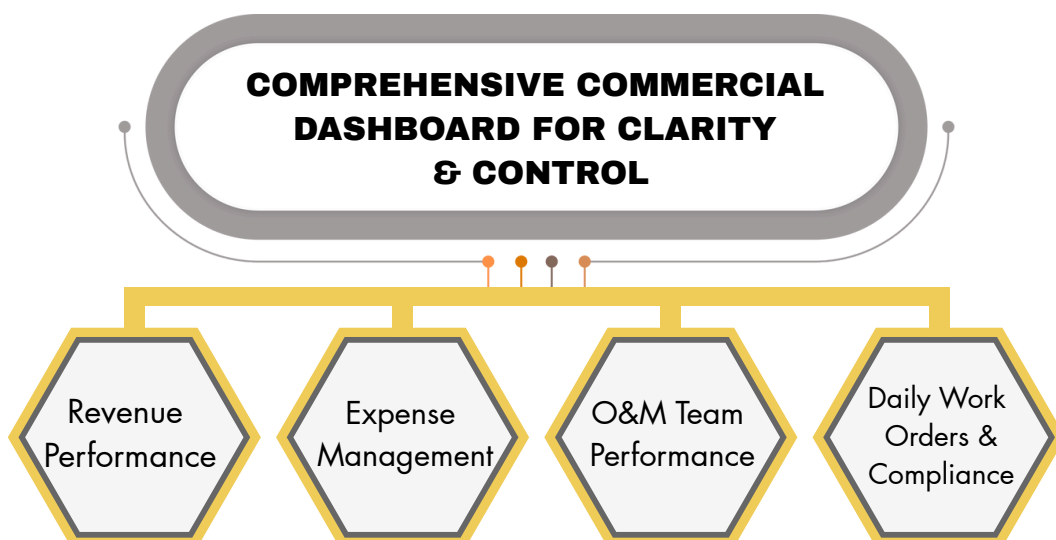 COMPREHENSIVE COMMERCIAL
DASHBOARD FOR CLARITY
& CONTROL
Revenue
Performance
Expense
Management
O&M Team
Performance
Daily Work
Orders &
Compliance